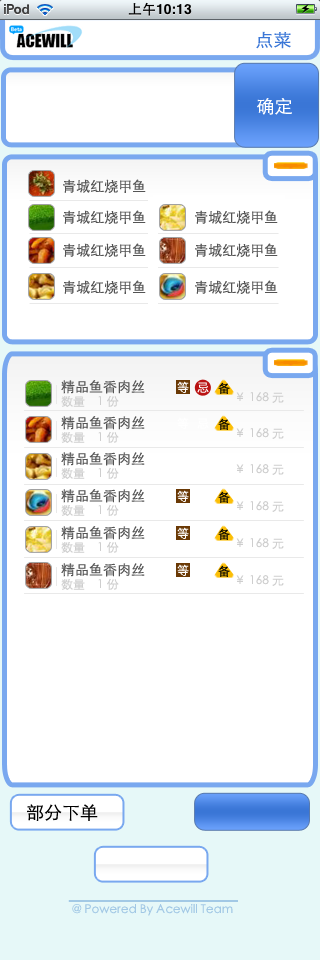 iPod 上午10:13
Beta ACEWILL 点菜
确定
青城红烧甲鱼
青城红烧甲鱼 青城红烧甲鱼
青城红烧甲鱼 青城红烧甲鱼
青城红烧甲鱼 青城红烧甲鱼
精品鱼香肉丝 等 忌 备
数量 1 份 ¥ 168 元
精品鱼香肉丝 备
数量 1 份 ¥ 168 元
精品鱼香肉丝
数量 1 份 ¥ 168 元
精品鱼香肉丝 等 备
数量 1 份 ¥ 168 元
精品鱼香肉丝 等 备
数量 1 份 ¥ 168 元
精品鱼香肉丝 等 备
数量 1 份 ¥ 168 元
部分下单
@ Powered By Acewill Team